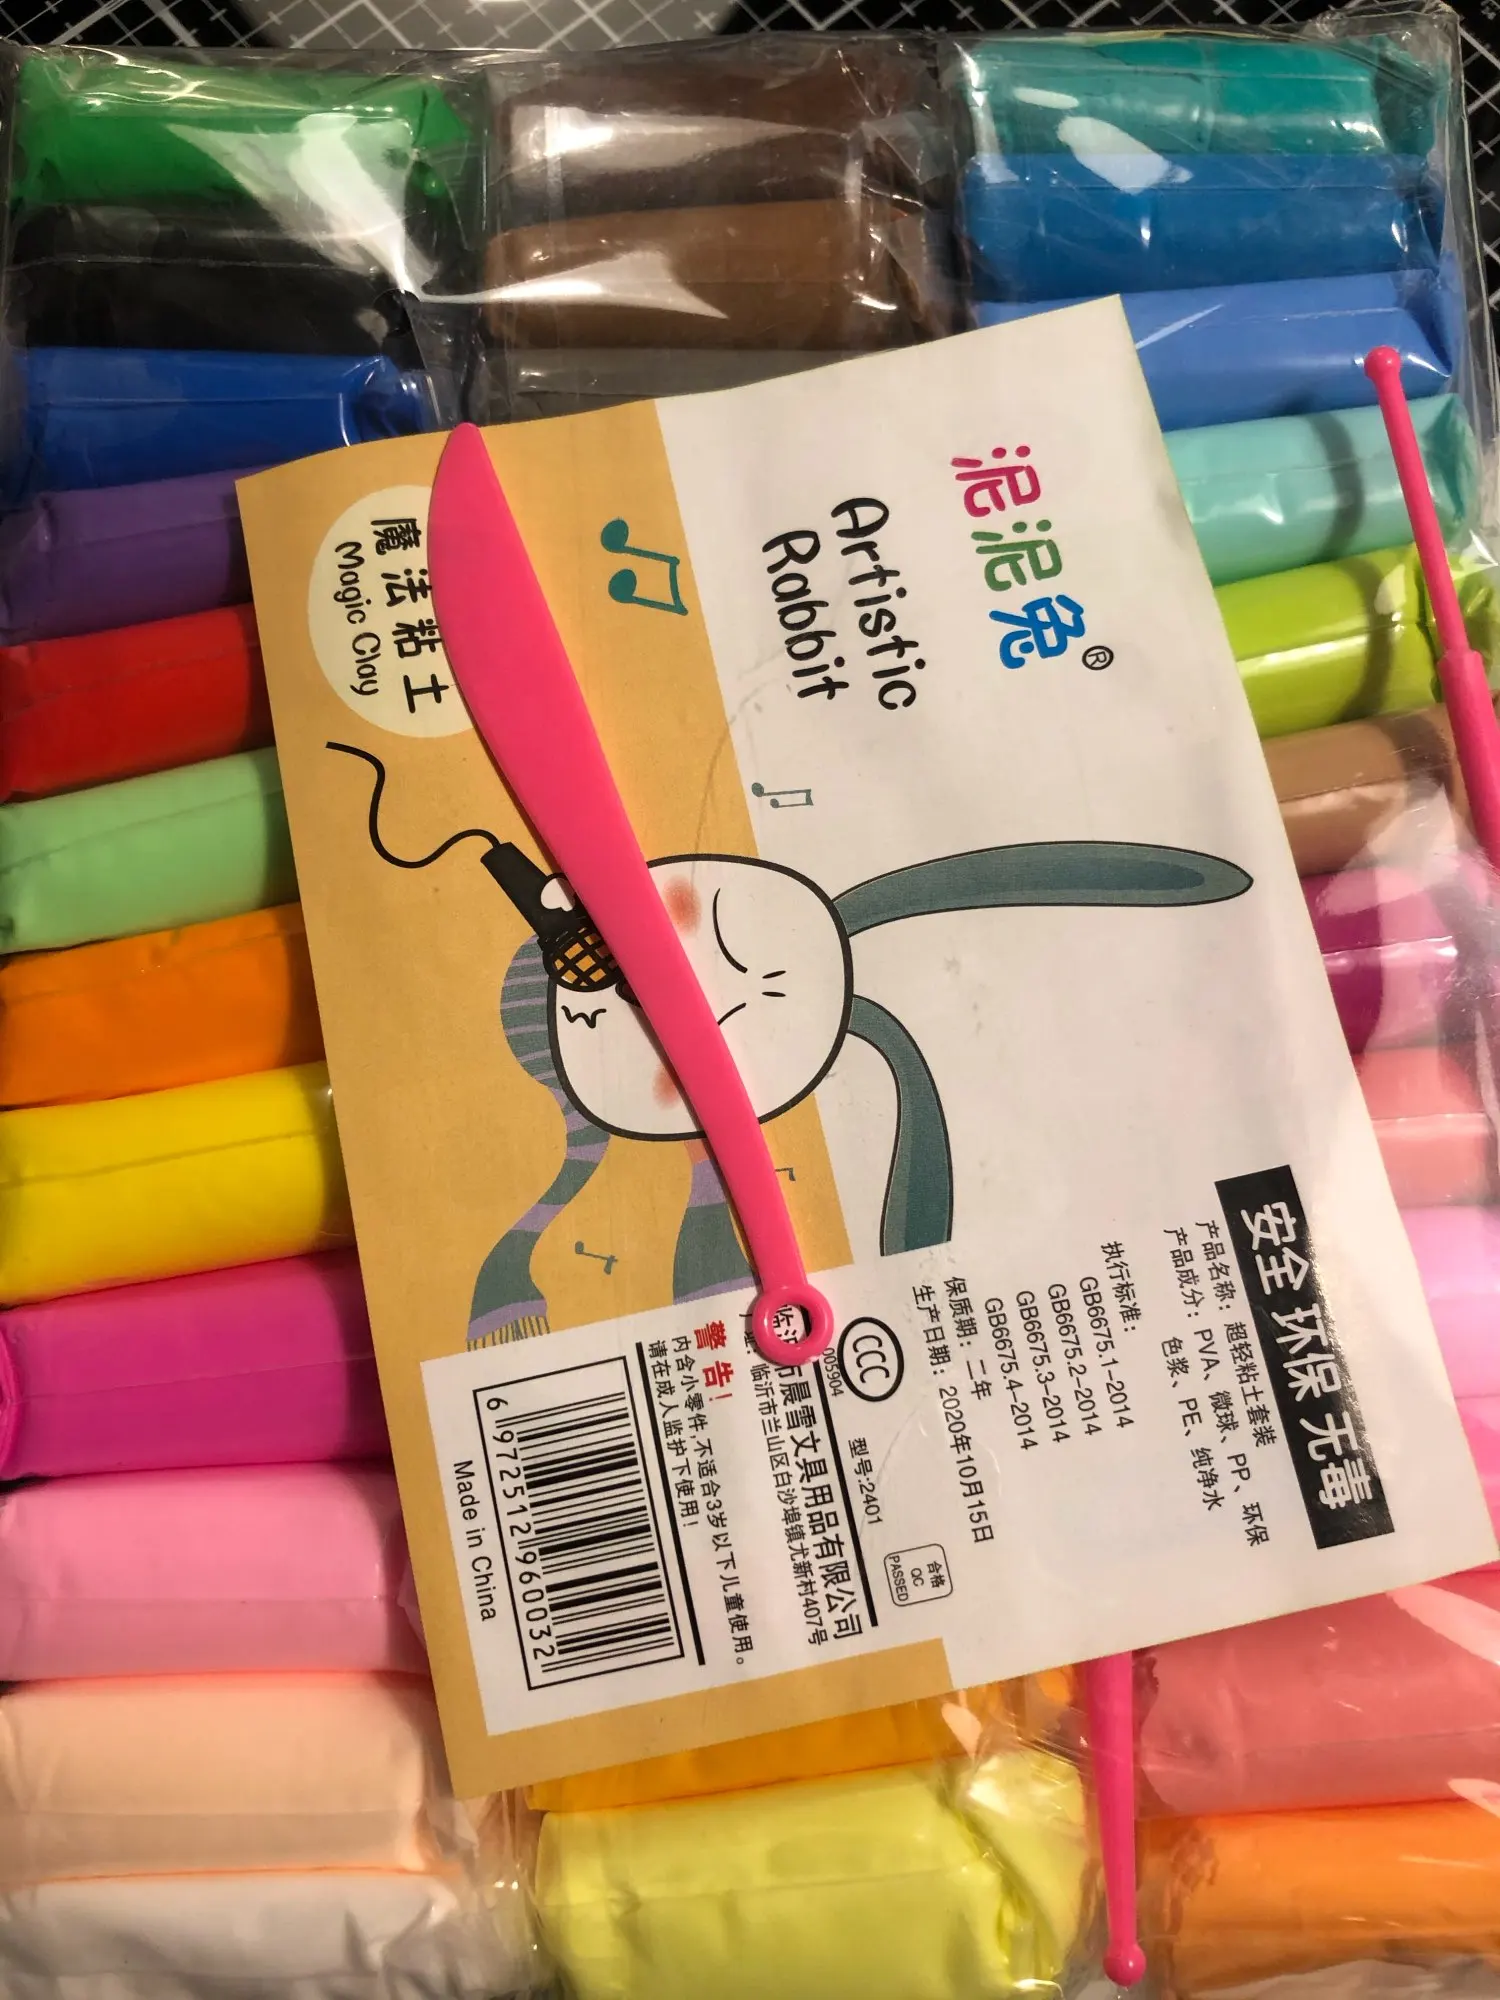 泥泥兔®
Artistic
Rabbit
魔法粘土
Magic Clay
安全 环保 无毒
产品名称：超轻粘土套装
产品成分：PVA、微球、PP、环保
色浆、PE、纯净水
执行标准：
GB6675.1-2014
GB6675.2-2014
GB6675.3-2014
GB6675.4-2014
保质期：二年
生产日期：2020年10月15日
合格
QC
PASSED
CCC
005904
型号:2401
临沂市晨雪文具用品有限公司
址：临沂市兰山区白沙埠镇尤新村407号
警告！
内含小零件,不适合3岁以下儿童使用。
请在成人监护下使用！
6972512960032
Made in China